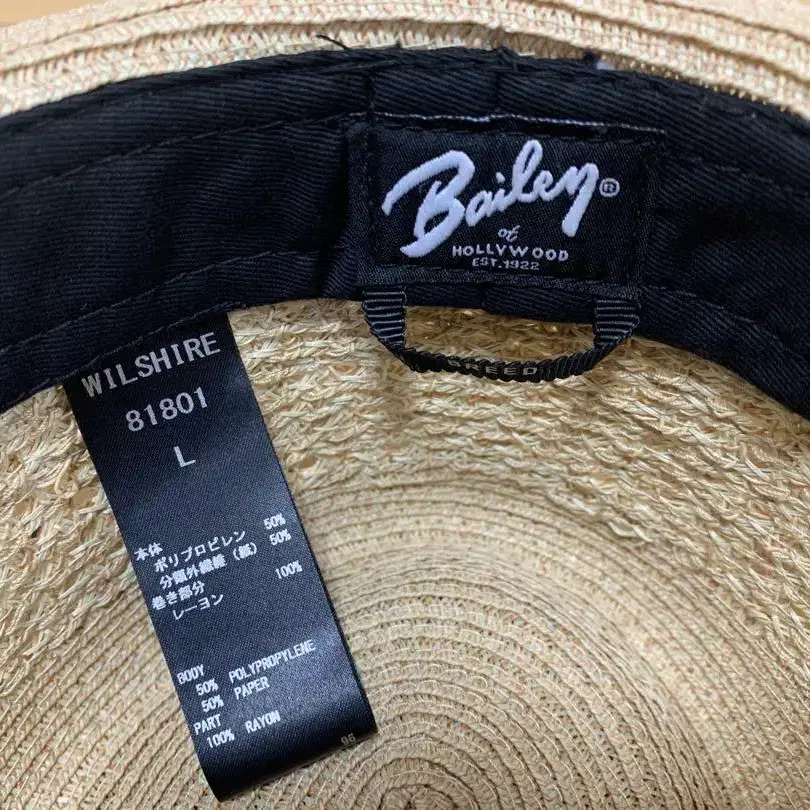 Bailey®
of
HOLLYWOOD
EST.1922
CREED
WILSHIRE
81801
L
本体
ポリプロピレン 50%
分類外繊維(紙) 50%
巻き部分
レーヨン 100%
BODY
50% POLYPROPYLENE
50% PAPER
PART
100% RAYON
96